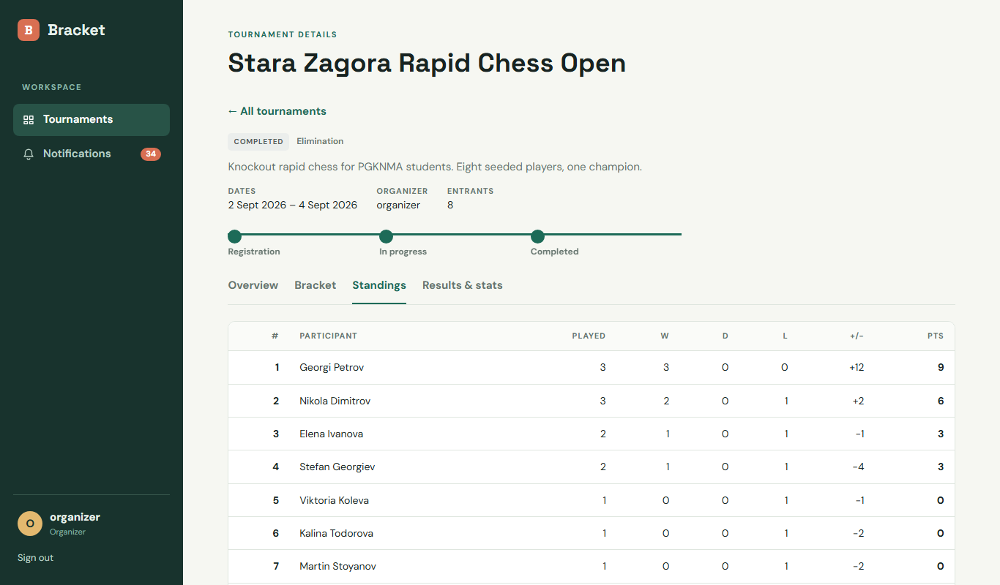 B Bracket
WORKSPACE
Tournaments
Notifications 34
O organizer
Organizer
Sign out
TOURNAMENT DETAILS
Stara Zagora Rapid Chess Open
← All tournaments
COMPLETED Elimination
Knockout rapid chess for PGKNMA students. Eight seeded players, one champion.
DATES ORGANIZER ENTRANTS
2 Sept 2026 – 4 Sept 2026 organizer 8
Registration In progress Completed
Overview Bracket Standings Results & stats
# PARTICIPANT PLAYED W D L +/− PTS
1 Georgi Petrov 3 3 0 0 +12 9
2 Nikola Dimitrov 3 2 0 1 +2 6
3 Elena Ivanova 2 1 0 1 −1 3
4 Stefan Georgiev 2 1 0 1 −4 3
5 Viktoria Koleva 1 0 0 1 −1 0
6 Kalina Todorova 1 0 0 1 −2 0
7 Martin Stoyanov 1 0 0 1 −2 0